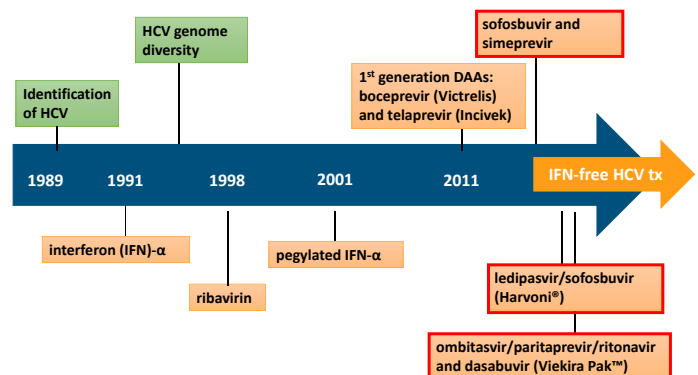 HCV genome
diversity
sofosbuvir and
simeprevir
Identification
of HCV
1st generation DAAs:
boceprevir (Victrelis)
and telaprevir (Incivek)
1989
1991
1998
2001
2011
IFN-free HCV tx
interferon (IFN)-α
ribavirin
pegylated IFN-α
ledipasvir/sofosbuvir
(Harvoni®)
ombitasvir/paritaprevir/ritonavir
and dasabuvir (Viekira Pak™)